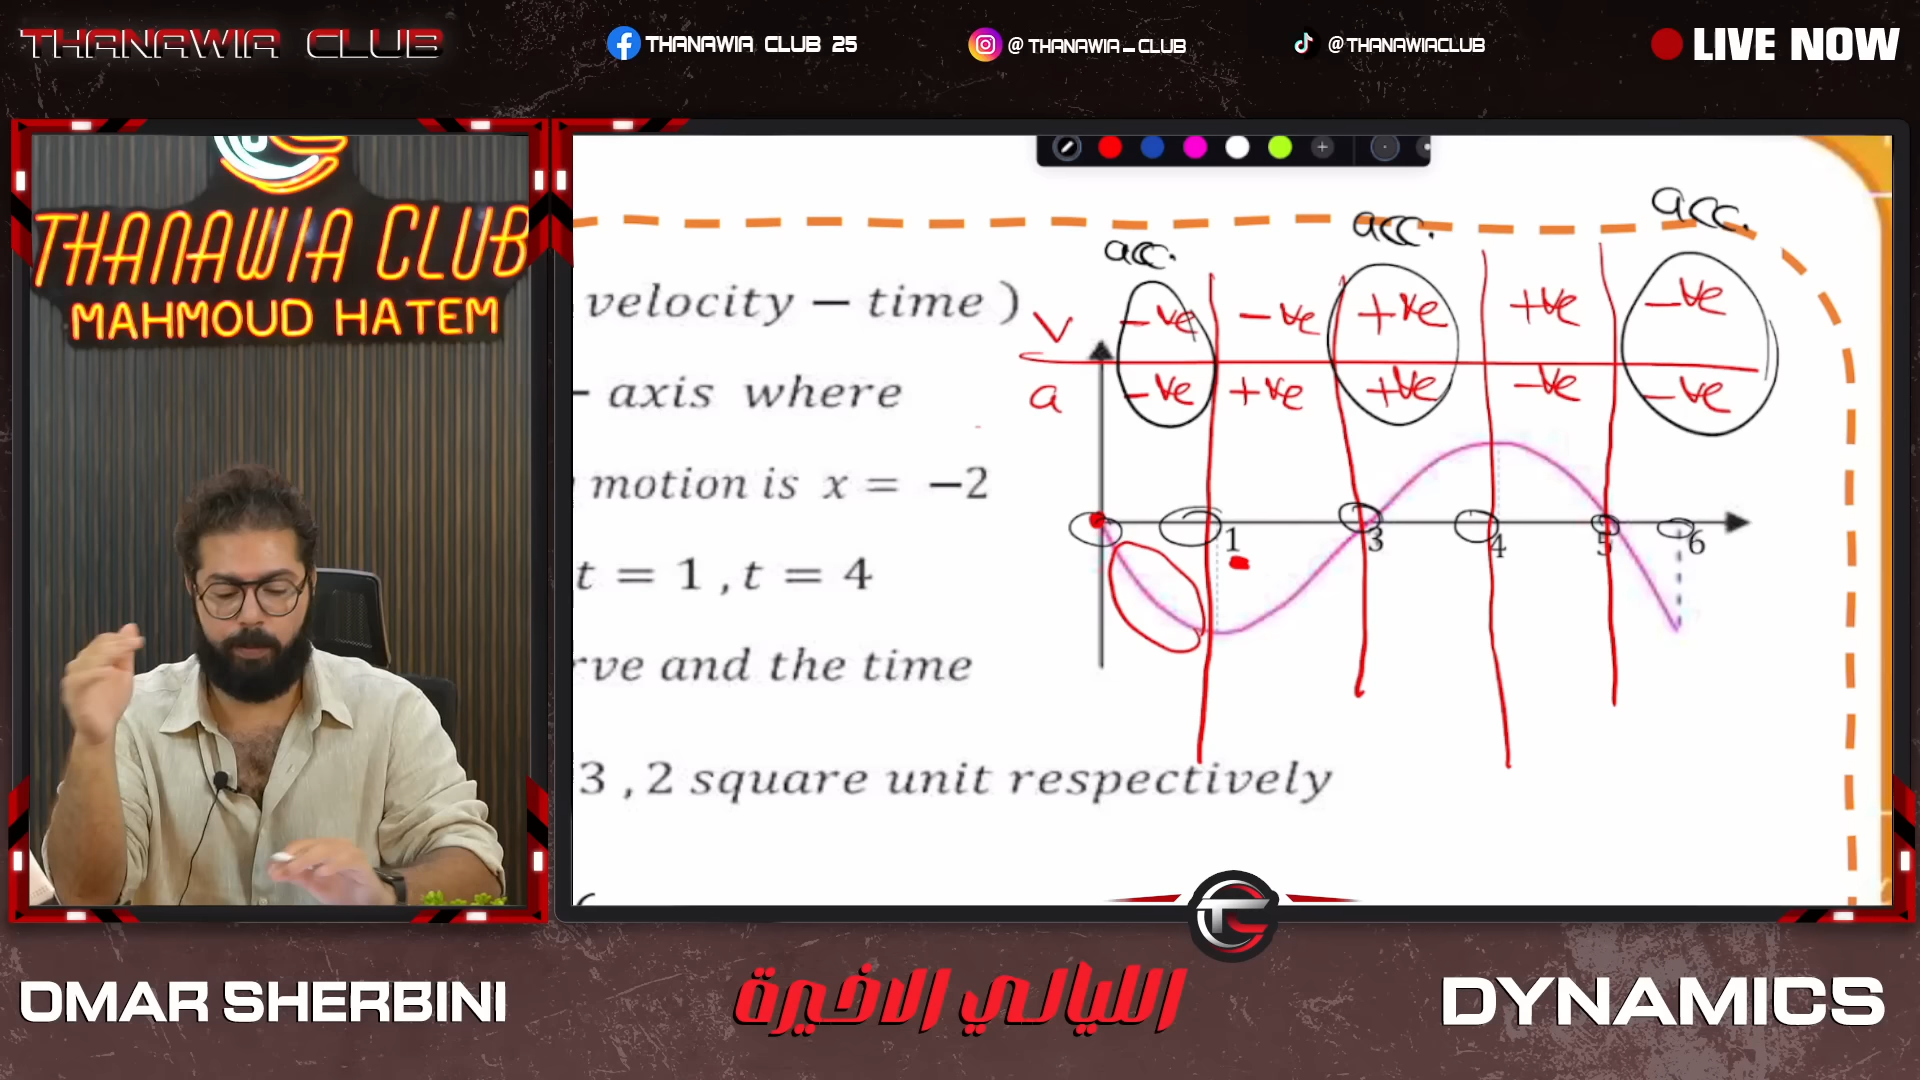 THANAWIA CLUB
THANAWIA CLUB 25
@THANAWIA_CLUB
@THANAWIACLUB
LIVE NOW
THANAWIA CLUB
MAHMOUD HATEM
acc. acc. acc.
velocity − time )
V −ve −ve +ve +ve −ve
a −ve +ve +ve −ve −ve
− axis where
motion is x = −2
1 3 4 5 6
t = 1 , t = 4
rve and the time
3 , 2 square unit respectively
TC
OMAR SHERBINI
الليالي الاخيرة
DYNAMICS